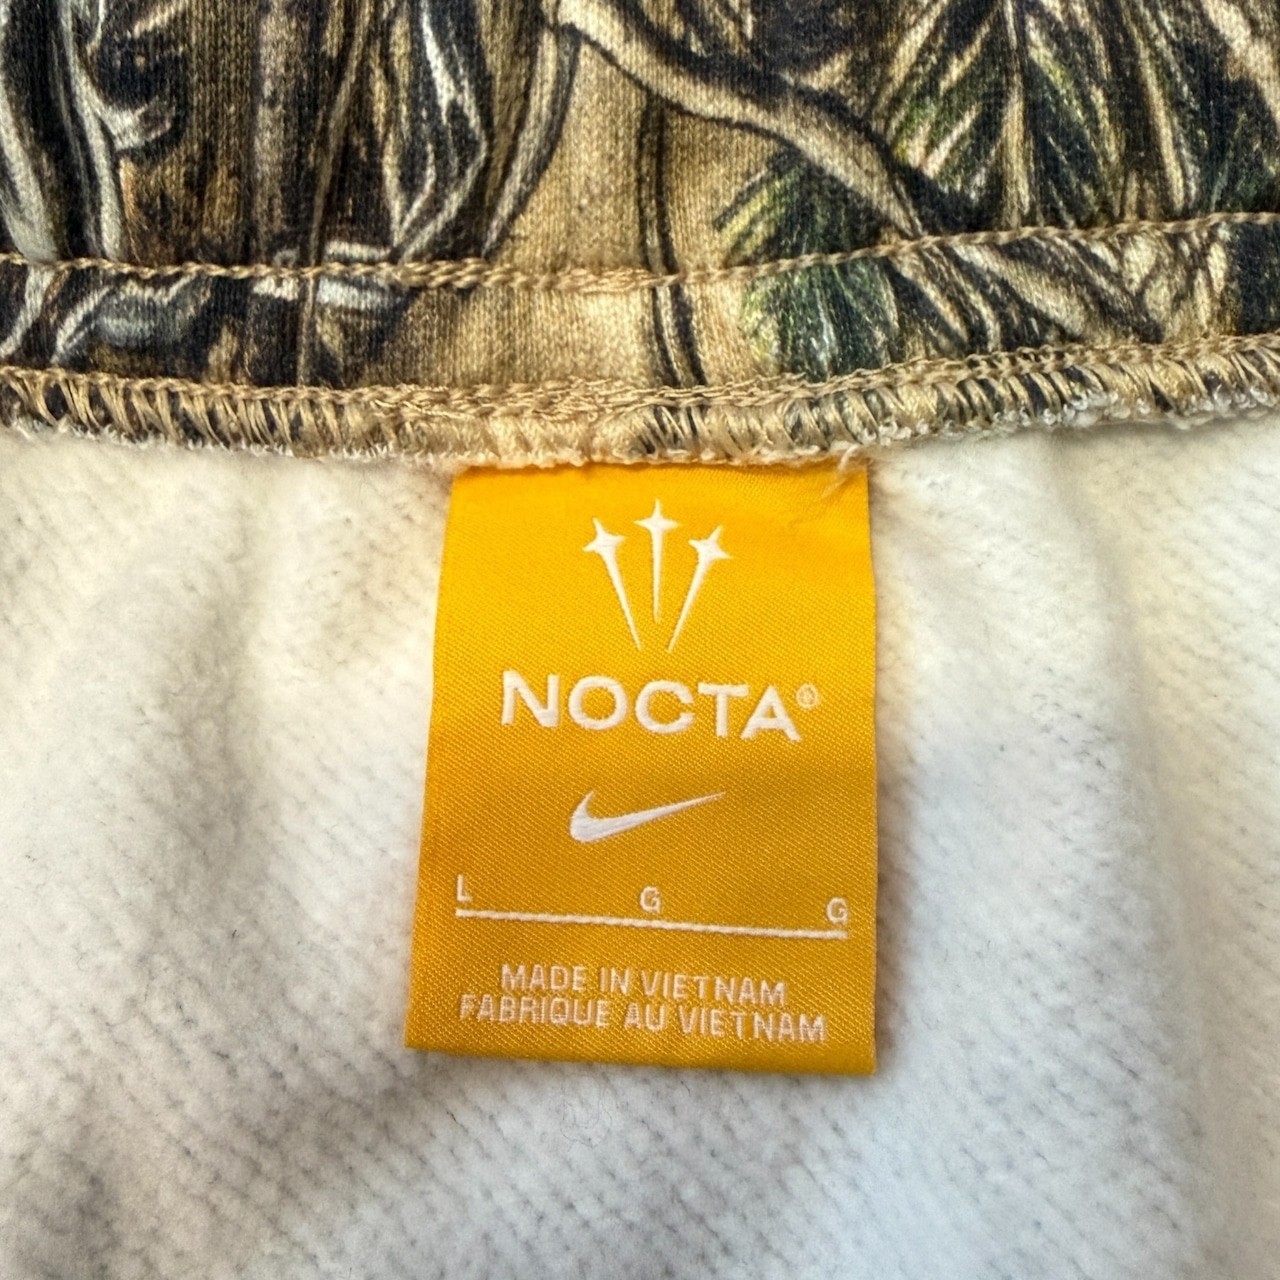 NOCTA®
L G G
MADE IN VIETNAM
FABRIQUE AU VIETNAM